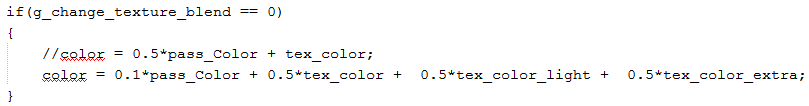 if(g_change_texture_blend == 0)
{
//color = 0.5*pass_Color + tex_color;
color = 0.1*pass_Color + 0.5*tex_color +  0.5*tex_color_light +  0.5*tex_color_extra;
}